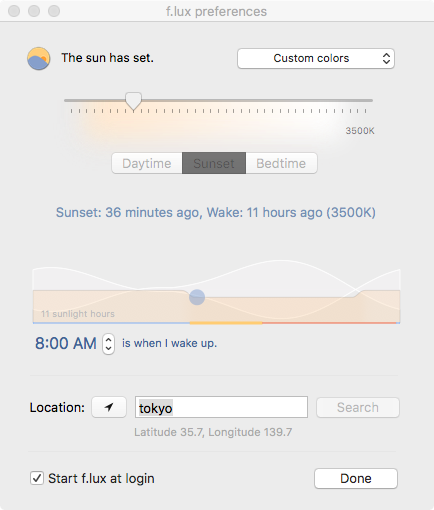 f.lux preferences
The sun has set.
Custom colors
3500K
Daytime
Sunset
Bedtime
Sunset: 36 minutes ago, Wake: 11 hours ago (3500K)
11 sunlight hours
8:00 AM is when I wake up.
Location:
tokyo
Search
Latitude 35.7, Longitude 139.7
Start f.lux at login
Done